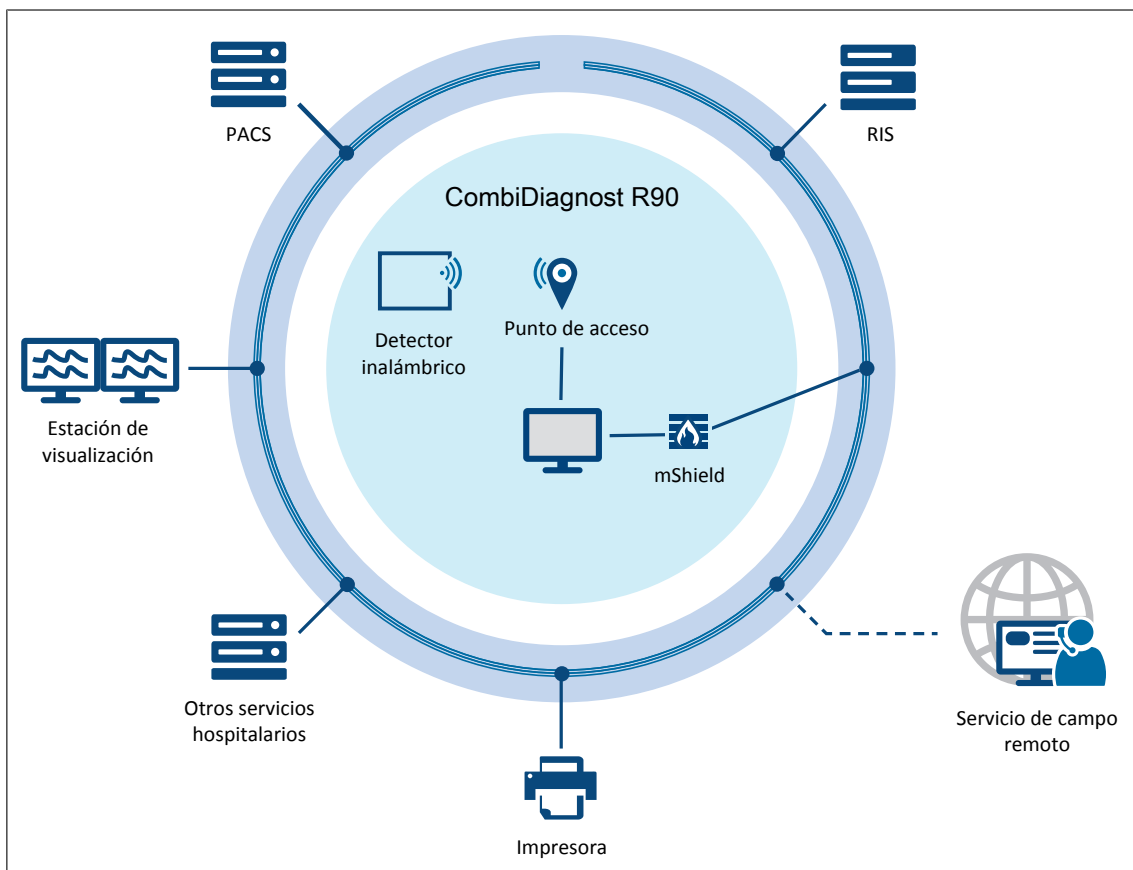 PACS
RIS
CombiDiagnost R90
Detector
inalámbrico
Punto de acceso
Estación de
visualización
mShield
Otros servicios
hospitalarios
Servicio de campo
remoto
Impresora